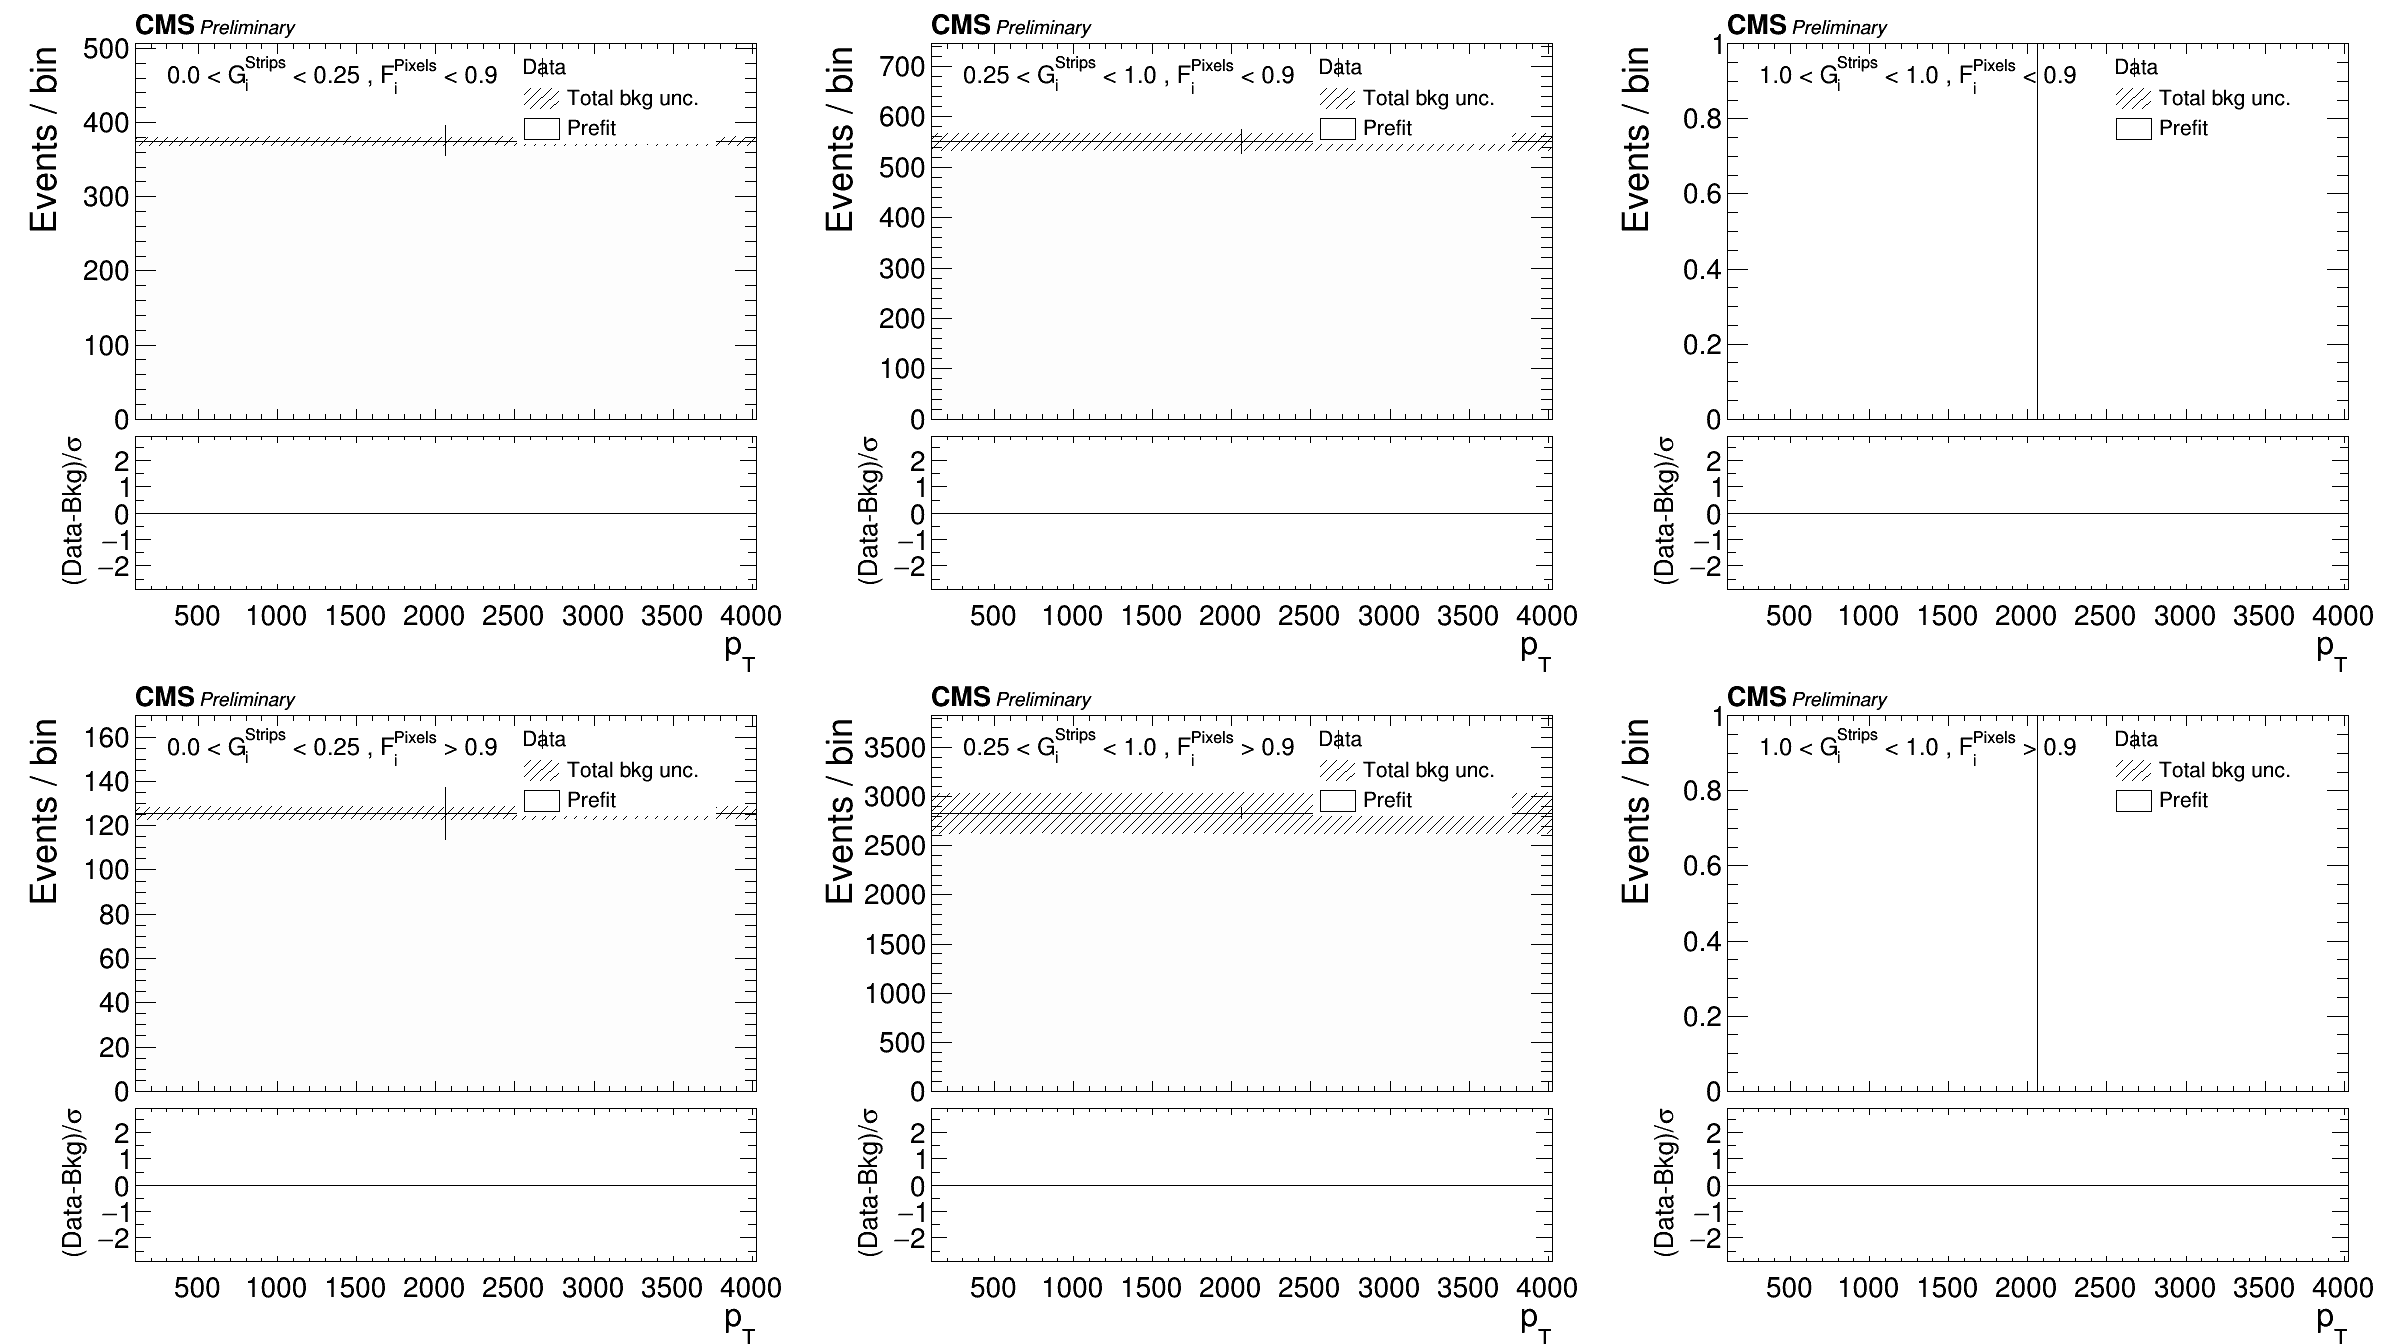 CMS Preliminary
Events / bin
500
400
300
200
100
0
0.0 < G_i^Strips < 0.25 , F_i^Pixels < 0.9
Data
Total bkg unc.
Prefit
(Data-Bkg)/σ
2
1
0
−1
−2
500 1000 1500 2000 2500 3000 3500 4000
p_T
CMS Preliminary
Events / bin
700
600
500
400
300
200
100
0
0.25 < G_i^Strips < 1.0 , F_i^Pixels < 0.9
Data
Total bkg unc.
Prefit
(Data-Bkg)/σ
2
1
0
−1
−2
500 1000 1500 2000 2500 3000 3500 4000
p_T
CMS Preliminary
Events / bin
1
0.8
0.6
0.4
0.2
0
1.0 < G_i^Strips < 1.0 , F_i^Pixels < 0.9
Data
Total bkg unc.
Prefit
(Data-Bkg)/σ
2
1
0
−1
−2
500 1000 1500 2000 2500 3000 3500 4000
p_T
CMS Preliminary
Events / bin
160
140
120
100
80
60
40
20
0
0.0 < G_i^Strips < 0.25 , F_i^Pixels > 0.9
Data
Total bkg unc.
Prefit
(Data-Bkg)/σ
2
1
0
−1
−2
500 1000 1500 2000 2500 3000 3500 4000
p_T
CMS Preliminary
Events / bin
3500
3000
2500
2000
1500
1000
500
0
0.25 < G_i^Strips < 1.0 , F_i^Pixels > 0.9
Data
Total bkg unc.
Prefit
(Data-Bkg)/σ
2
1
0
−1
−2
500 1000 1500 2000 2500 3000 3500 4000
p_T
CMS Preliminary
Events / bin
1
0.8
0.6
0.4
0.2
0
1.0 < G_i^Strips < 1.0 , F_i^Pixels > 0.9
Data
Total bkg unc.
Prefit
(Data-Bkg)/σ
2
1
0
−1
−2
500 1000 1500 2000 2500 3000 3500 4000
p_T